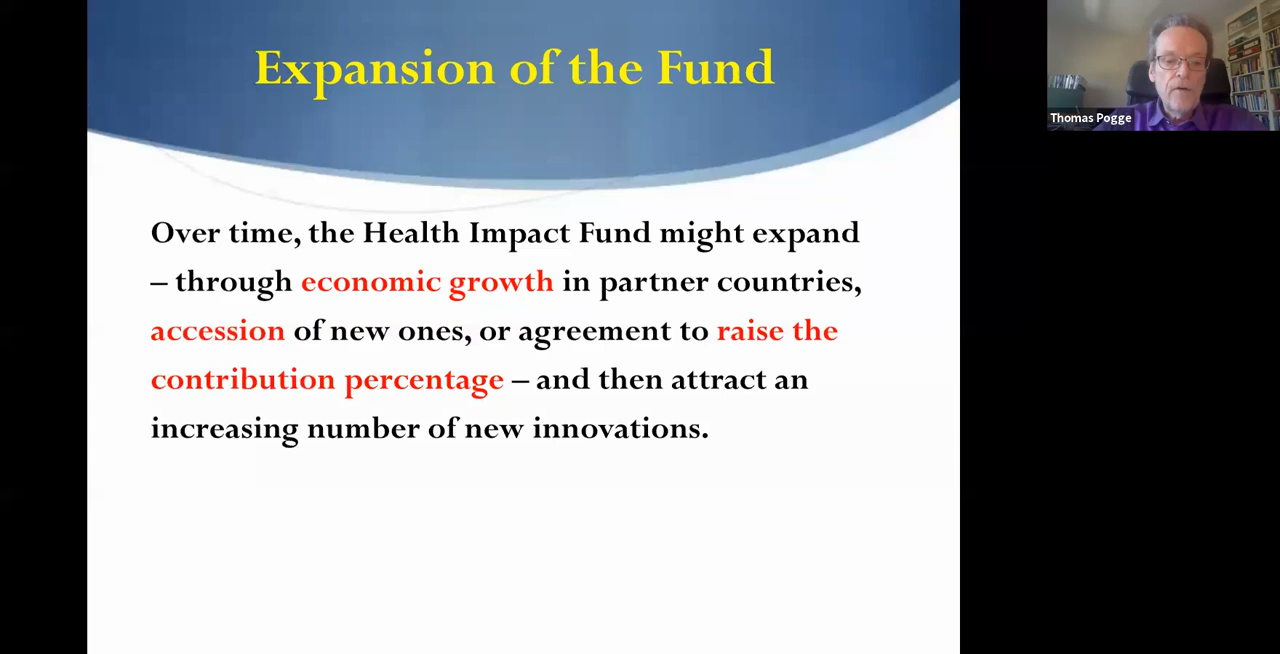 Expansion of the Fund
Thomas Pogge
Over time, the Health Impact Fund might expand
– through economic growth in partner countries,
accession of new ones, or agreement to raise the
contribution percentage – and then attract an
increasing number of new innovations.